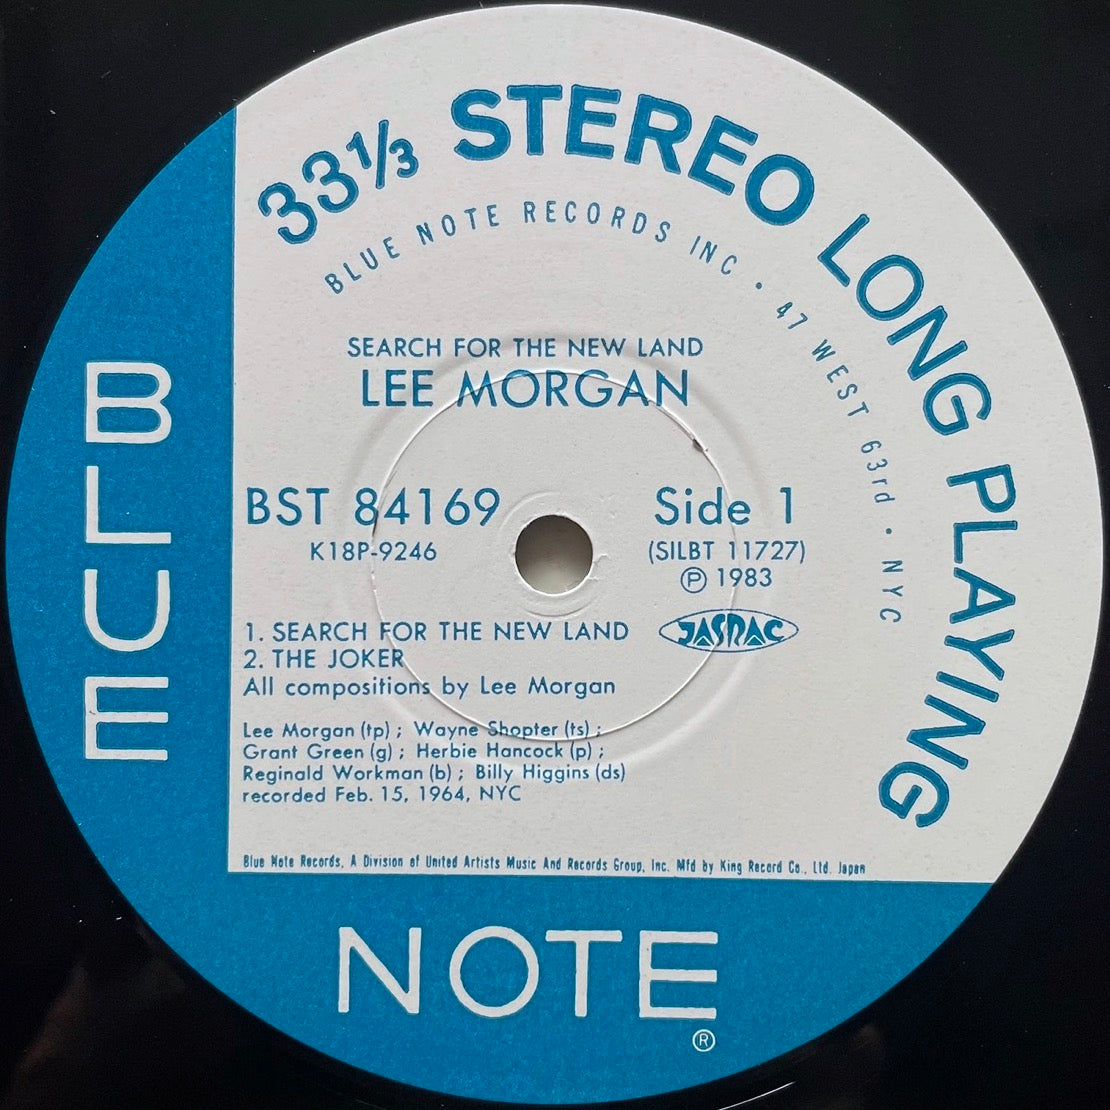 33⅓ STEREO LONG PLAYING
BLUE NOTE RECORDS INC • 47 WEST 63rd • NYC
SEARCH FOR THE NEW LAND
LEE MORGAN
BST 84169
K18P-9246
Side 1
(SILBT 11727)
Ⓟ 1983
JASRAC
1. SEARCH FOR THE NEW LAND
2. THE JOKER
All compositions by Lee Morgan
Lee Morgan (tp) ; Wayne Shopter (ts) ;
Grant Green (g) ; Herbie Hancock (p) ;
Reginald Workman (b) ; Billy Higgins (ds)
recorded Feb. 15, 1964, NYC
Blue Note Records, A Division of United Artists Music And Records Group, Inc. Mfd by King Record Co., Ltd. Japan
BLUE
NOTE
®